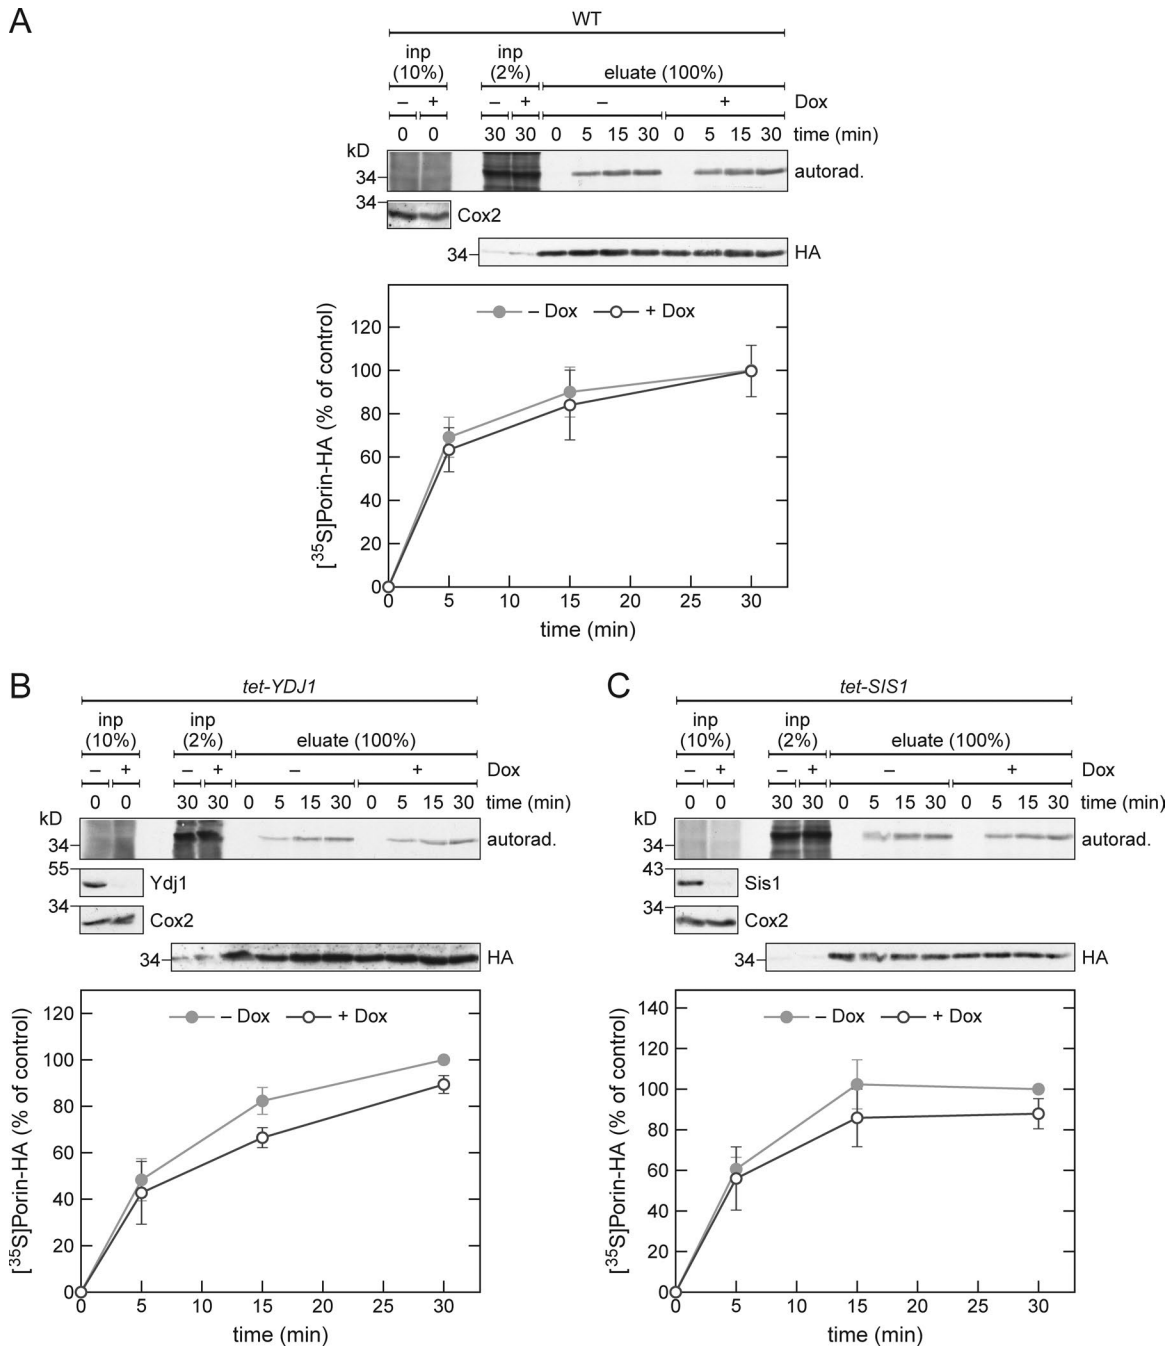 A
WT
inp inp
(10%) (2%) eluate (100%)
– + – + – + Dox
0 0 30 30 0 5 15 30 0 5 15 30 time (min)
kD
34 autorad.
34 Cox2
34 HA
– Dox + Dox
[35S]Porin-HA (% of control)
120
100
80
60
40
20
0
0 5 10 15 20 25 30
time (min)
B
tet-YDJ1
inp inp
(10%) (2%) eluate (100%)
– + – + – + Dox
0 0 30 30 0 5 15 30 0 5 15 30 time (min)
kD
34 autorad.
55 Ydj1
34 Cox2
34 HA
– Dox + Dox
[35S]Porin-HA (% of control)
120
100
80
60
40
20
0
0 5 10 15 20 25 30
time (min)
C
tet-SIS1
inp inp
(10%) (2%) eluate (100%)
– + – + – + Dox
0 0 30 30 0 5 15 30 0 5 15 30 time (min)
kD
34 autorad.
43 Sis1
34 Cox2
34 HA
– Dox + Dox
[35S]Porin-HA (% of control)
140
120
100
80
60
40
20
0
0 5 10 15 20 25 30
time (min)